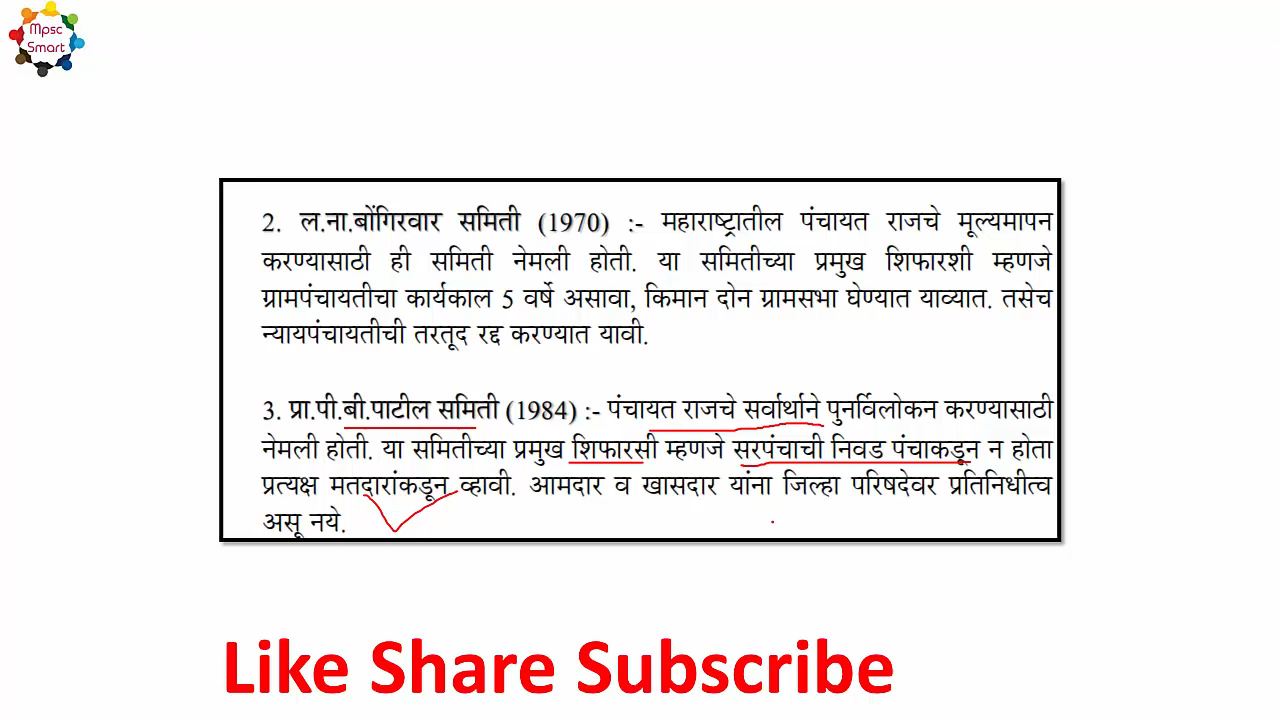 Mpsc
Smart
2. ल.ना.बोंगिरवार समिती (1970) :- महाराष्ट्रातील पंचायत राजचे मूल्यमापन
करण्यासाठी ही समिती नेमली होती. या समितीच्या प्रमुख शिफारशी म्हणजे
ग्रामपंचायतीचा कार्यकाल 5 वर्षे असावा, किमान दोन ग्रामसभा घेण्यात याव्यात. तसेच
न्यायपंचायतीची तरतूद रद्द करण्यात यावी.
3. प्रा.पी.बी.पाटील समिती (1984) :- पंचायत राजचे सर्वार्थाने पुनर्विलोकन करण्यासाठी
नेमली होती. या समितीच्या प्रमुख शिफारसी म्हणजे सरपंचाची निवड पंचाकडून न होता
प्रत्यक्ष मतदारांकडून व्हावी. आमदार व खासदार यांना जिल्हा परिषदेवर प्रतिनिधीत्व
असू नये.
Like Share Subscribe